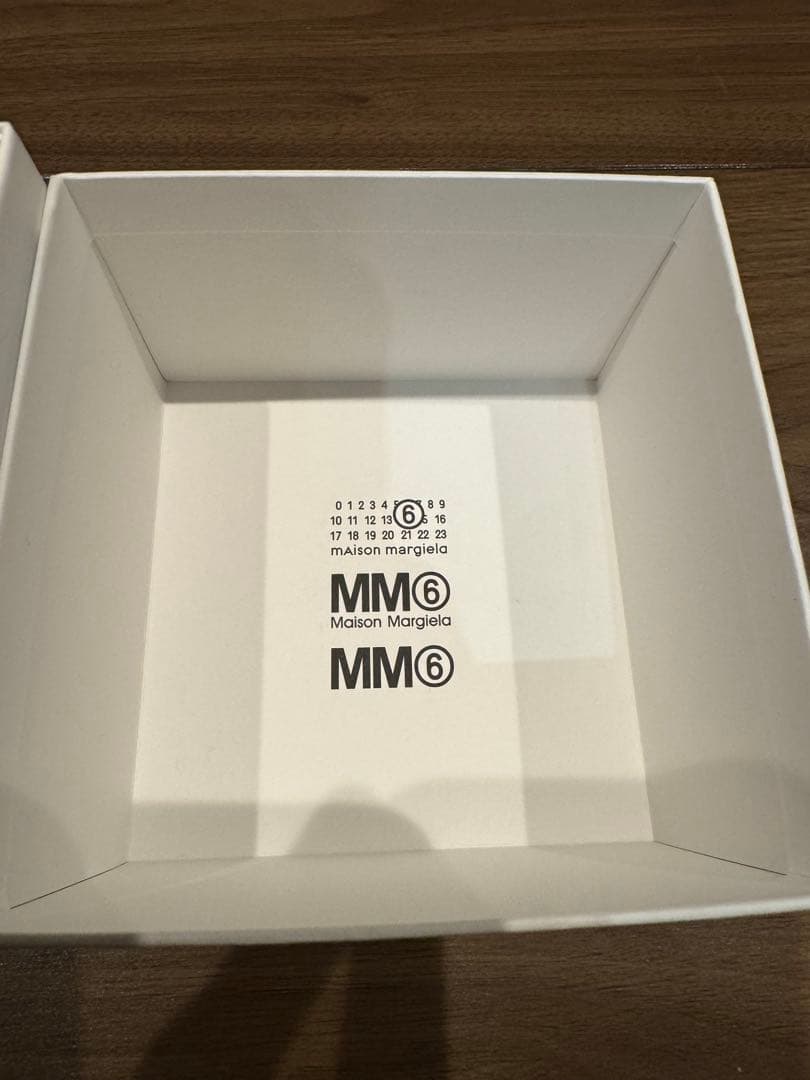 0 1 2 3 4 5 6 7 8 9
10 11 12 13 15 16
17 18 19 20 21 22 23
mAison margiela
MM⑥
Maison Margiela
MM⑥